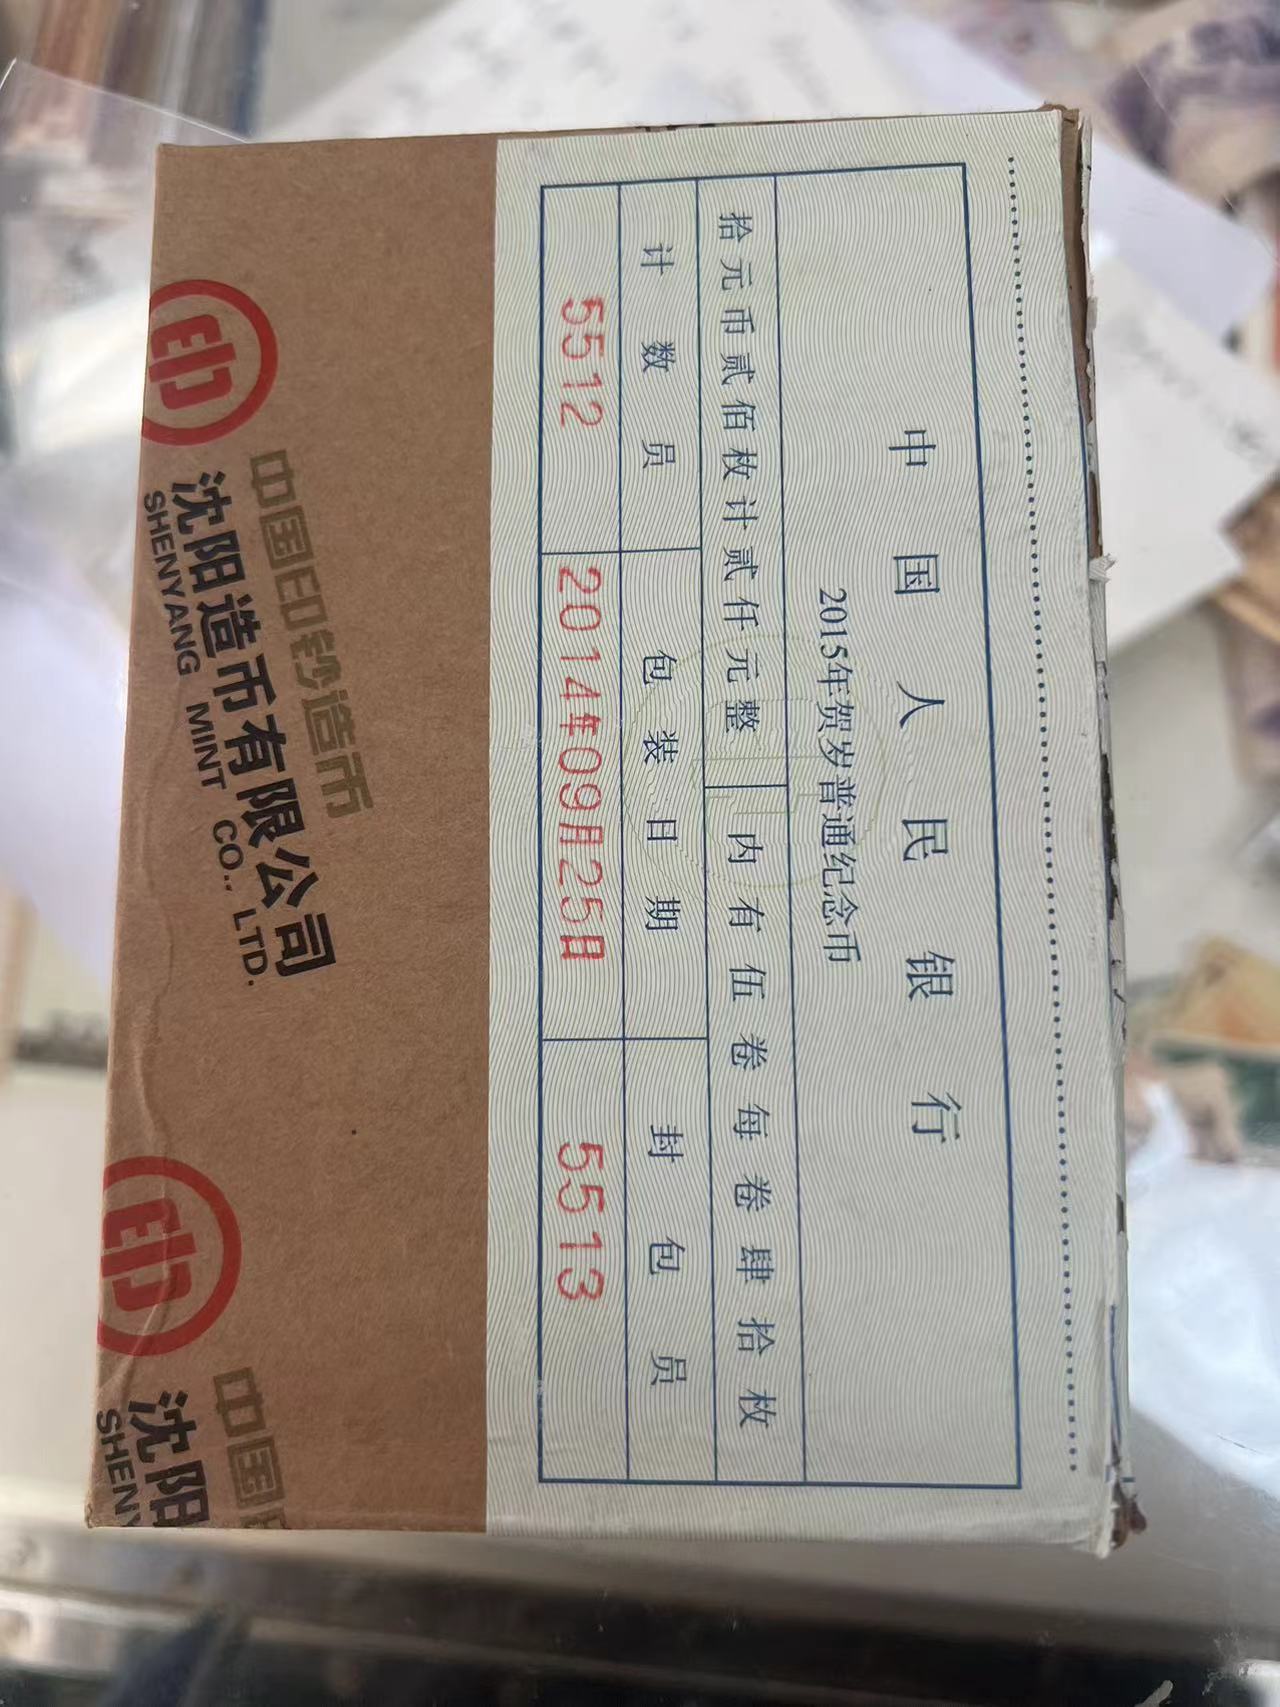 中国人民银行
2015年贺岁普通纪念币
拾元币贰佰枚计贰仟元整 内有伍卷每卷肆拾枚
计数员 包装日期 封包员
5512 2014年09月25日 5513
中国印钞造币
沈阳造币有限公司
SHENYANG MINT CO., LTD.
中国
沈阳
SHENY